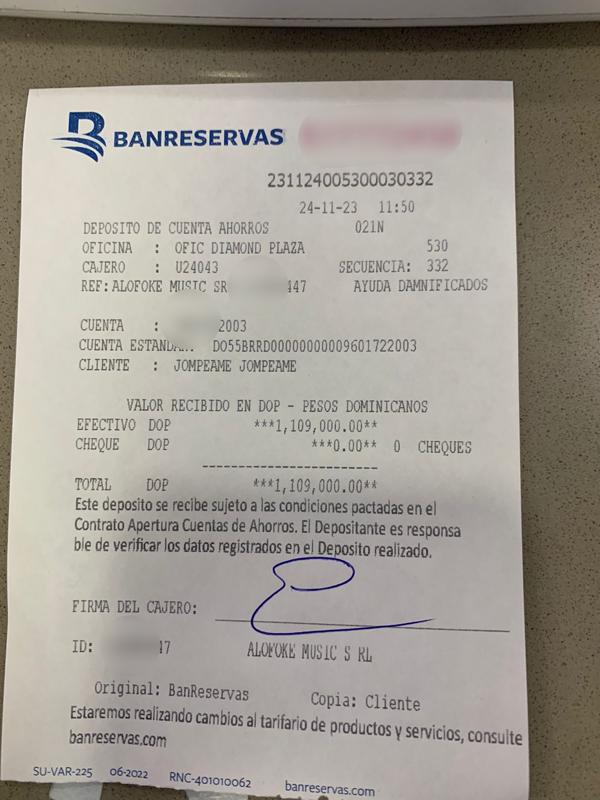 BANRESERVAS
231124005300030332
24-11-23 11:50
DEPOSITO DE CUENTA AHORROS 021N
OFICINA : OFIC DIAMOND PLAZA 530
CAJERO : U24043 SECUENCIA: 332
REF: ALOFOKE MUSIC SR 447 AYUDA DAMNIFICADOS
CUENTA : 2003
CUENTA DO55BRRD00000000009601722003
CLIENTE : JOMPEAME JOMPEAME
VALOR RECIBIDO EN DOP - PESOS DOMINICANOS
EFECTIVO DOP ***1,109,000.00**
CHEQUE DOP ***0.00** 0 CHEQUES
-----------------------
TOTAL DOP ***1,109,000.00**
Este deposito se recibe sujeto a las condiciones pactadas en el
Contrato Apertura Cuentas de Ahorros. El Depositante es responsa
ble de verificar los datos registrados en el Deposito realizado.
FIRMA DEL CAJERO:
ID: 47 ALOFOKE MUSIC S RL
Original: BanReservas Copia: Cliente
Estaremos realizando cambios al tarifario de productos y servicios, consulte
banreservas.com
SU-VAR-225 06-2022 RNC-401010062 banreservas.com